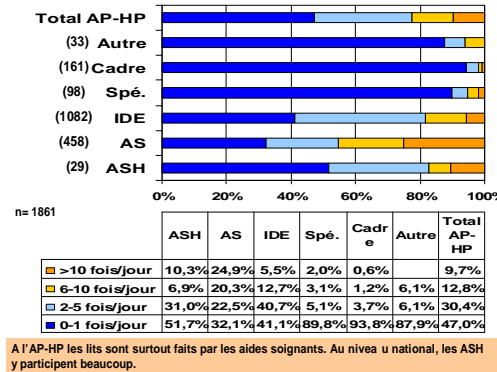 Total AP-HP
(33) Autre
(161) Cadre
(98) Spé.
(1082) IDE
(458) AS
(29) ASH
0% 20% 40% 60% 80% 100%
n= 1861
ASH AS IDE Spé. Cadr e Autre Total AP-HP
>10 fois/jour 10,3% 24,9% 5,5% 2,0% 0,6% 9,7%
6-10 fois/jour 6,9% 20,3% 12,7% 3,1% 1,2% 6,1% 12,8%
2-5 fois/jour 31,0% 22,5% 40,7% 5,1% 3,7% 6,1% 30,4%
0-1 fois/jour 51,7% 32,1% 41,1% 89,8% 93,8% 87,9% 47,0%
A l'AP-HP les lits sont surtout faits par les aides soignants. Au nivea u national, les ASH
y participent beaucoup.